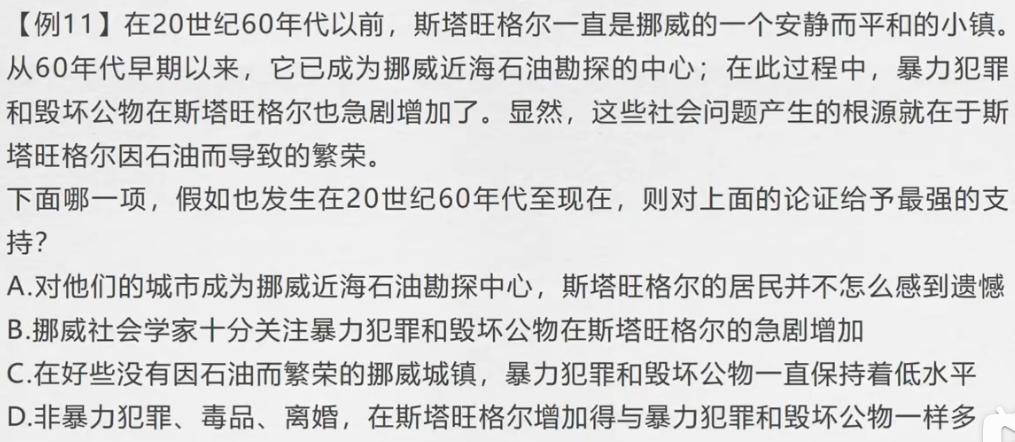 【例11】在20世纪60年代以前，斯塔旺格尔一直是挪威的一个安静而平和的小镇。
从60年代早期以来，它已成为挪威近海石油勘探的中心；在此过程中，暴力犯罪
和毁坏公物在斯塔旺格尔也急剧增加了。显然，这些社会问题产生的根源就在于斯
塔旺格尔因石油而导致的繁荣。
下面哪一项，假如也发生在20世纪60年代至现在，则对上面的论证给予最强的支
持？
A.对他们的城市成为挪威近海石油勘探中心，斯塔旺格尔的居民并不怎么感到遗憾
B.挪威社会学家十分关注暴力犯罪和毁坏公物在斯塔旺格尔的急剧增加
C.在好些没有因石油而繁荣的挪威城镇，暴力犯罪和毁坏公物一直保持着低水平
D.非暴力犯罪、毒品、离婚，在斯塔旺格尔增加得与暴力犯罪和毁坏公物一样多